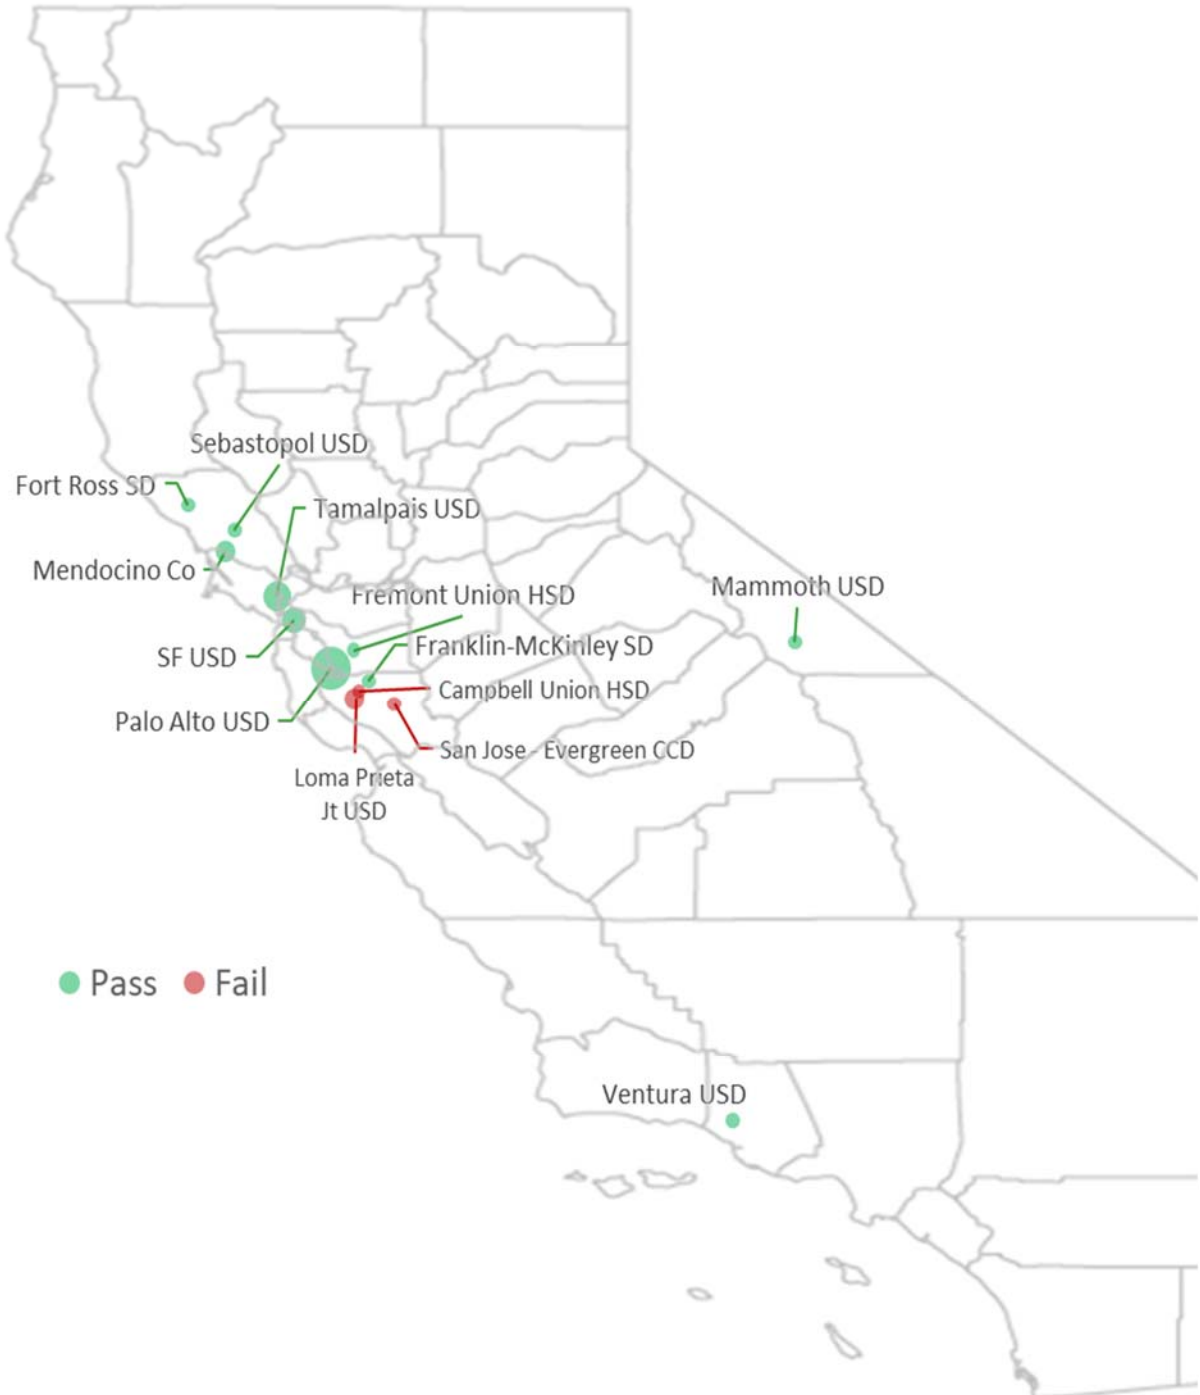 Sebastopol USD
Fort Ross SD
Tamalpais USD
Mendocino Co
Mammoth USD
Fremont Union HSD
SF USD
Franklin-McKinley SD
Campbell Union HSD
Palo Alto USD
San Jose - Evergreen CCD
Loma Prieta
Jt USD
Pass
Fail
Ventura USD